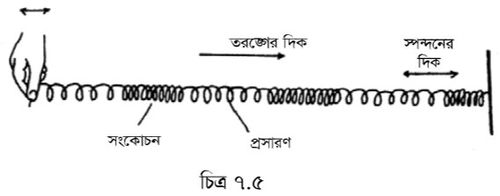 তরঙ্গের দিক
স্পন্দনের
দিক
সংকোচন
প্রসারণ
চিত্র ৭.৫